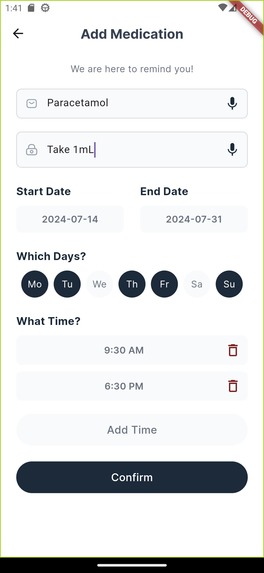 1:41
DEBUG
Add Medication
We are here to remind you!
Paracetamol
Take 1mL
Start Date End Date
2024-07-14 2024-07-31
Which Days?
Mo Tu We Th Fr Sa Su
What Time?
9:30 AM
6:30 PM
Add Time
Confirm